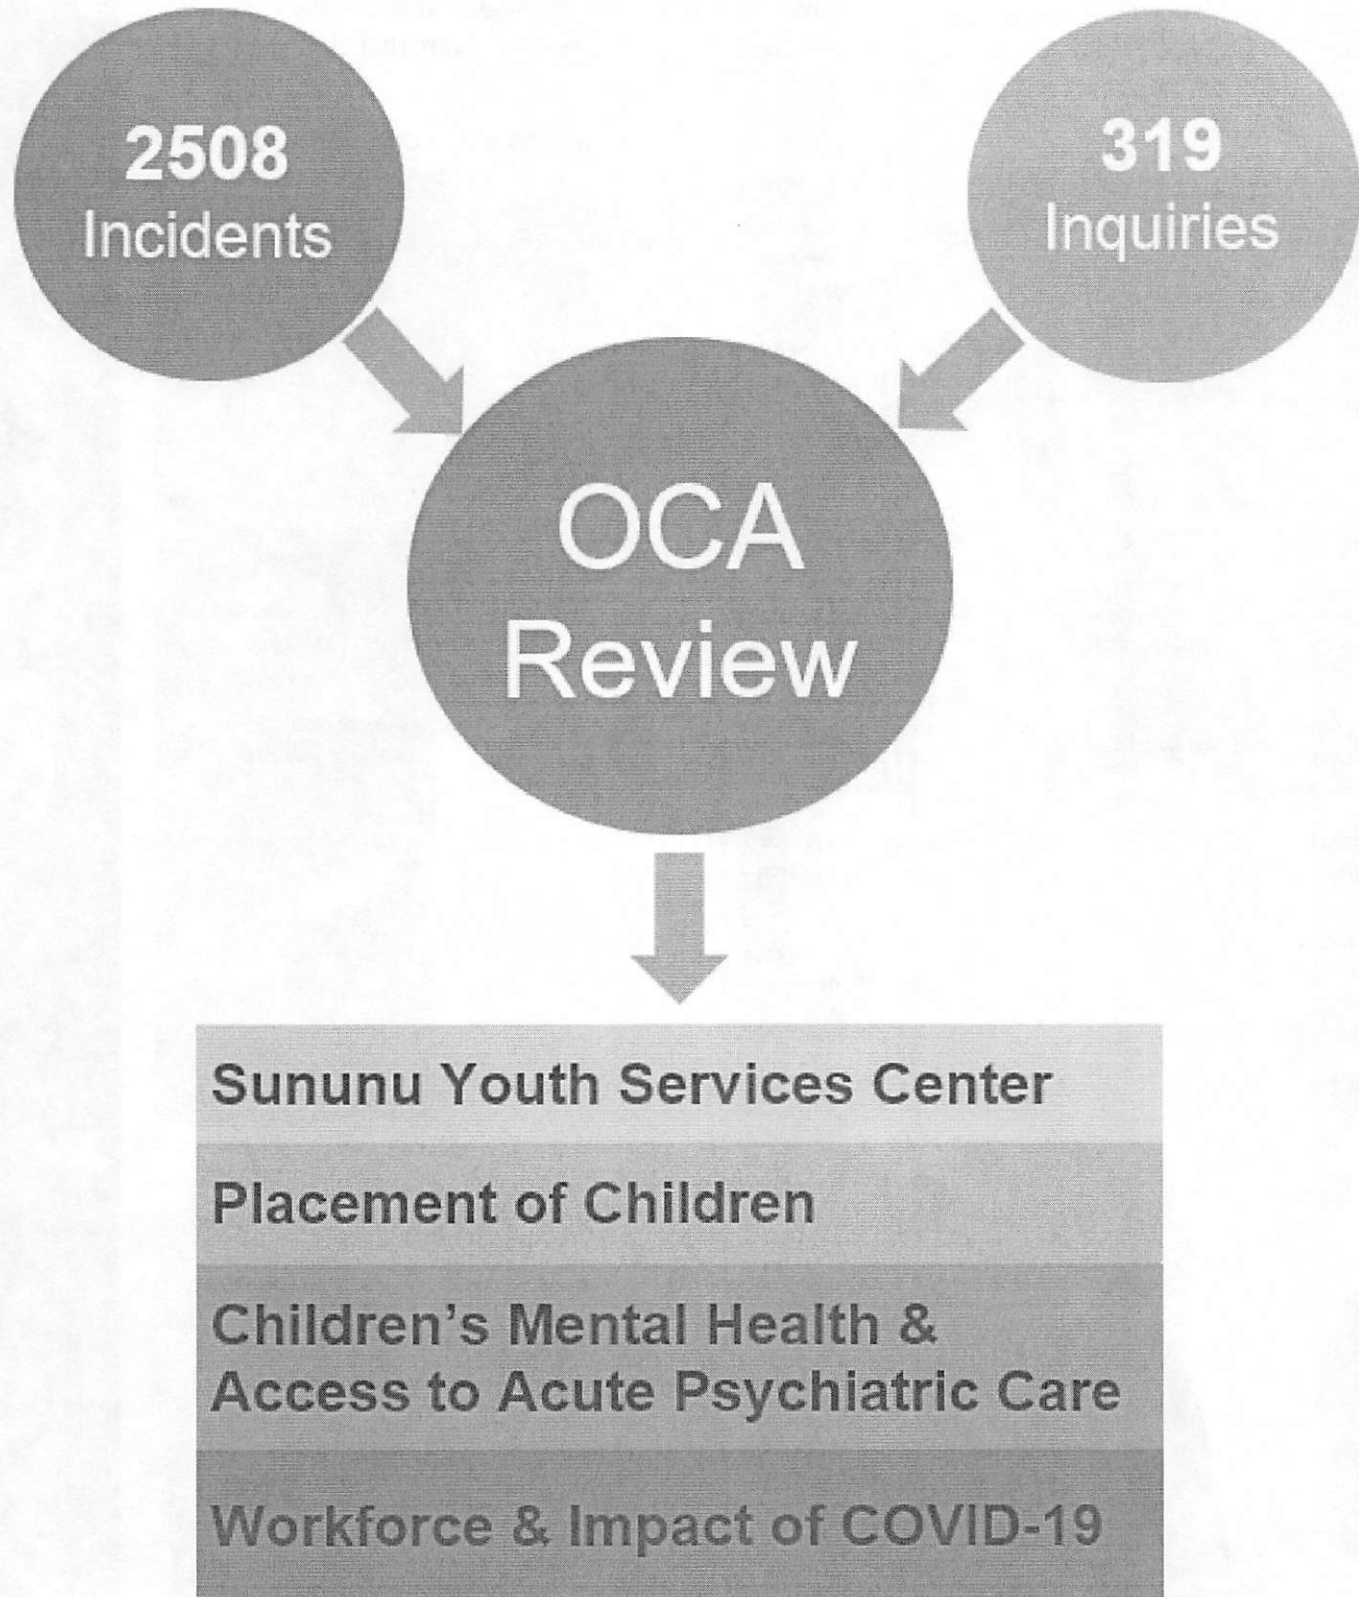 2508
Incidents
319
Inquiries
OCA
Review
Sununu Youth Services Center
Placement of Children
Children's Mental Health &
Access to Acute Psychiatric Care
Workforce & Impact of COVID-19